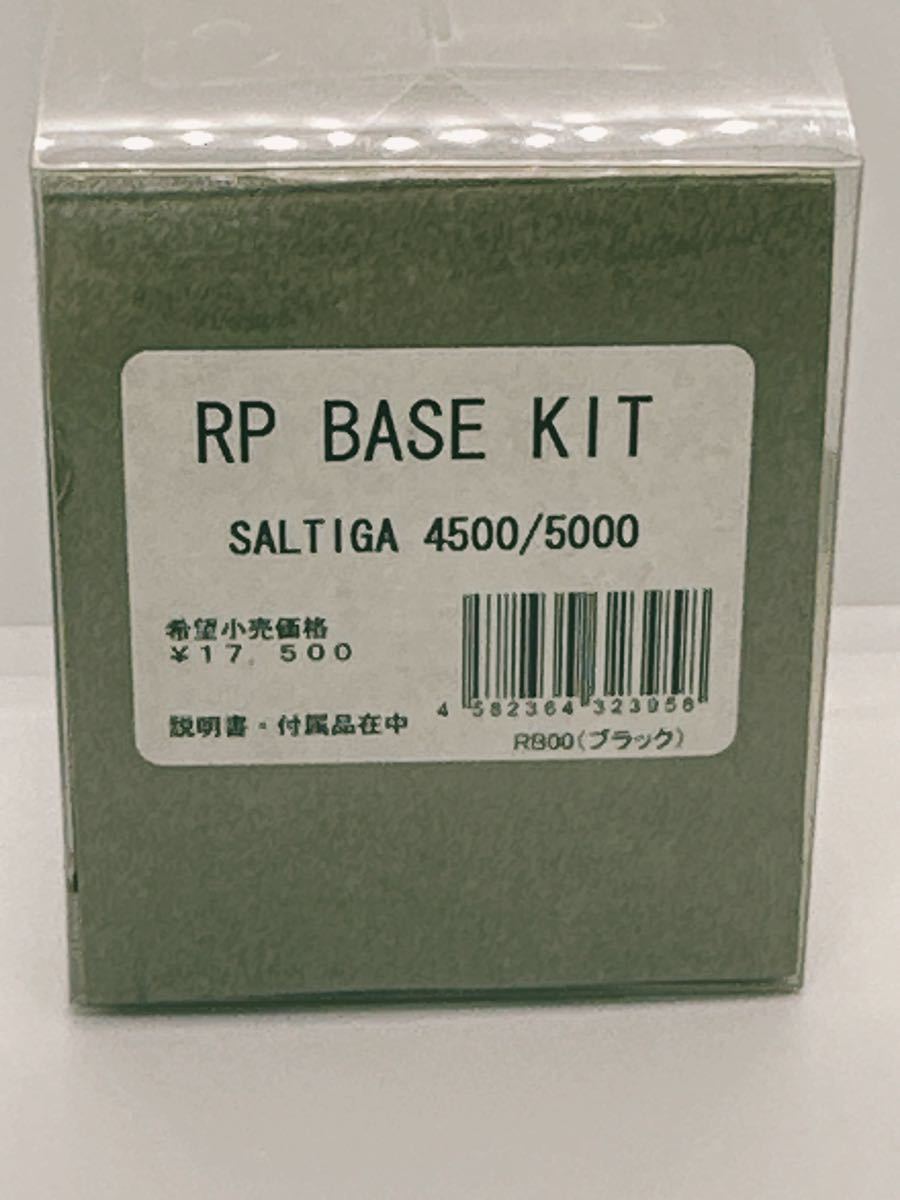 RP BASE KIT
SALTIGA 4500/5000
希望小売価格
￥17,500
説明書・付属品在中
4 582364 323956
RB00(ブラック)